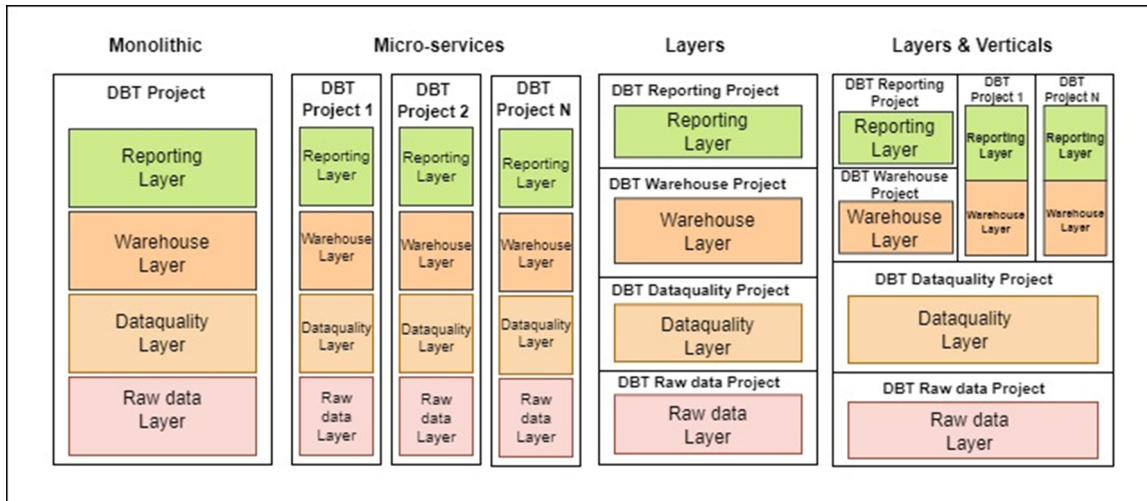 Monolithic
DBT Project
Reporting
Layer
Warehouse
Layer
Dataquality
Layer
Raw data
Layer
Micro-services
DBT
Project 1
Reporting
Layer
Warehouse
Layer
Dataquality
Layer
Raw
data
Layer
DBT
Project 2
Reporting
Layer
Warehouse
Layer
Dataquality
Layer
Raw
data
Layer
DBT
Project N
Reporting
Layer
Warehouse
Layer
Dataquality
Layer
Raw
data
Layer
Layers
DBT Reporting Project
Reporting
Layer
DBT Warehouse Project
Warehouse
Layer
DBT Dataquality Project
Dataquality
Layer
DBT Raw data Project
Raw data
Layer
Layers & Verticals
DBT Reporting
Project
Reporting
Layer
DBT Warehouse
Project
Warehouse
Layer
DBT
Project 1
Reporting
Layer
Warehouse
Layer
DBT
Project N
Reporting
Layer
Warehouse
Layer
DBT Dataquality Project
Dataquality
Layer
DBT Raw data Project
Raw data
Layer